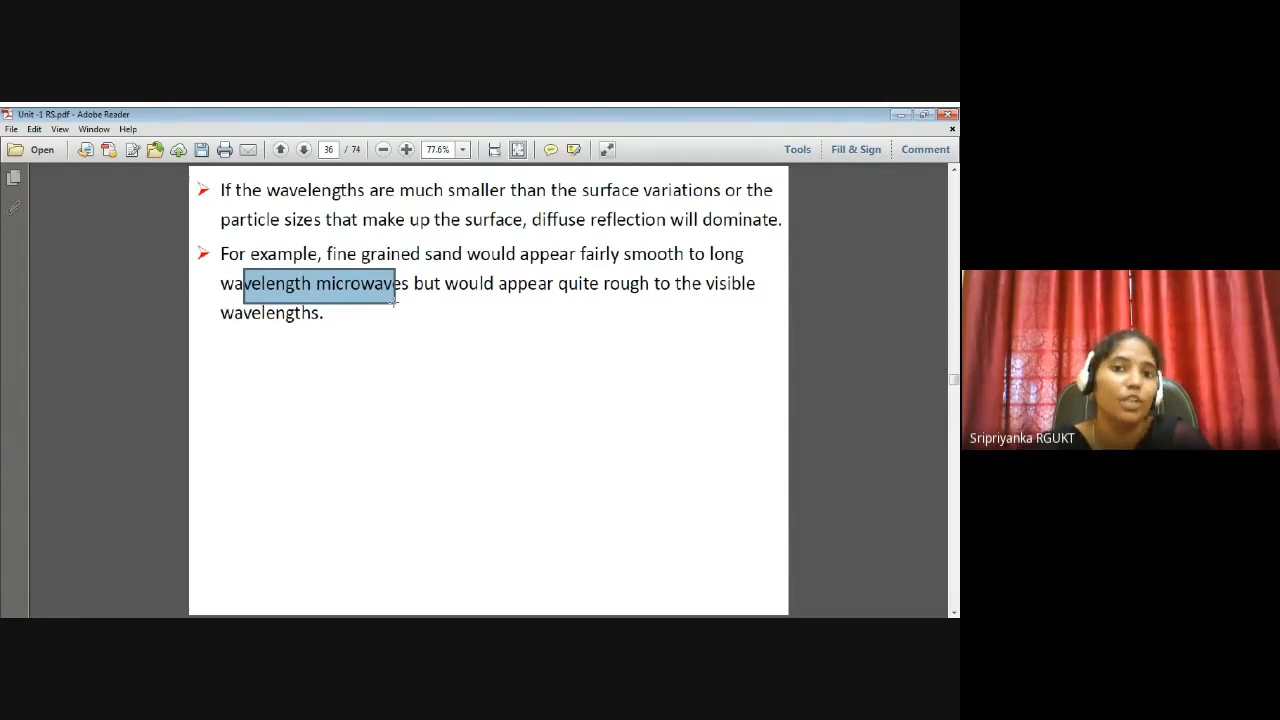 Unit -1 RS.pdf - Adobe Reader
File Edit View Window Help
Open 36 / 74 77.6% Tools Fill & Sign Comment
If the wavelengths are much smaller than the surface variations or the
particle sizes that make up the surface, diffuse reflection will dominate.
For example, fine grained sand would appear fairly smooth to long
wavelength microwaves but would appear quite rough to the visible
wavelengths.
Sripriyanka RGUKT